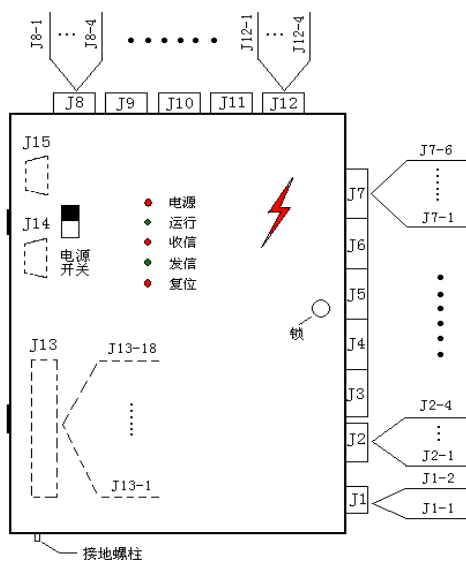 J8-1
...
J8-4
......
J12-1
...
J12-4
J8
J9
J10
J11
J12
J15
J14
电源
开关
电源
运行
收信
发信
复位
锁
J7
J6
J5
J4
J3
J2
J1
J7-6
J7-1
J2-4
J2-1
J1-2
J1-1
J13
J13-18
J13-1
接地螺柱